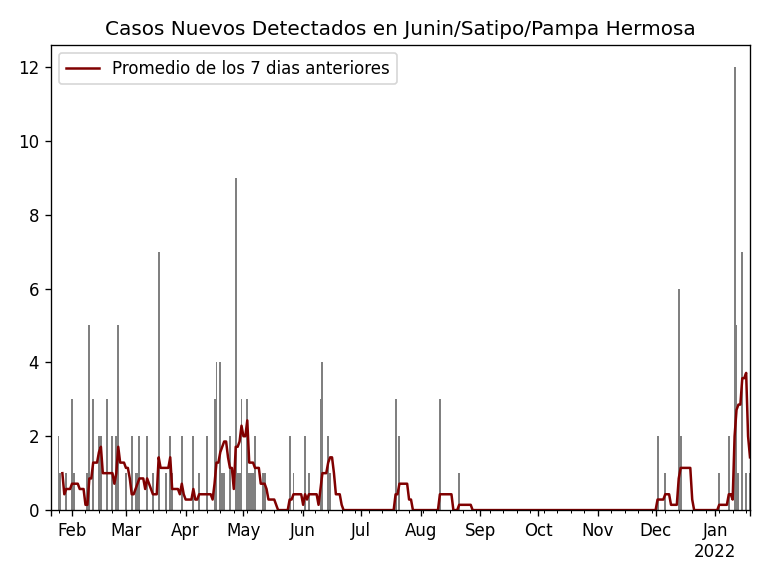 Casos Nuevos Detectados en Junin/Satipo/Pampa Hermosa
Promedio de los 7 dias anteriores
12
10
8
6
4
2
0
Feb Mar Apr May Jun Jul Aug Sep Oct Nov Dec Jan
2022